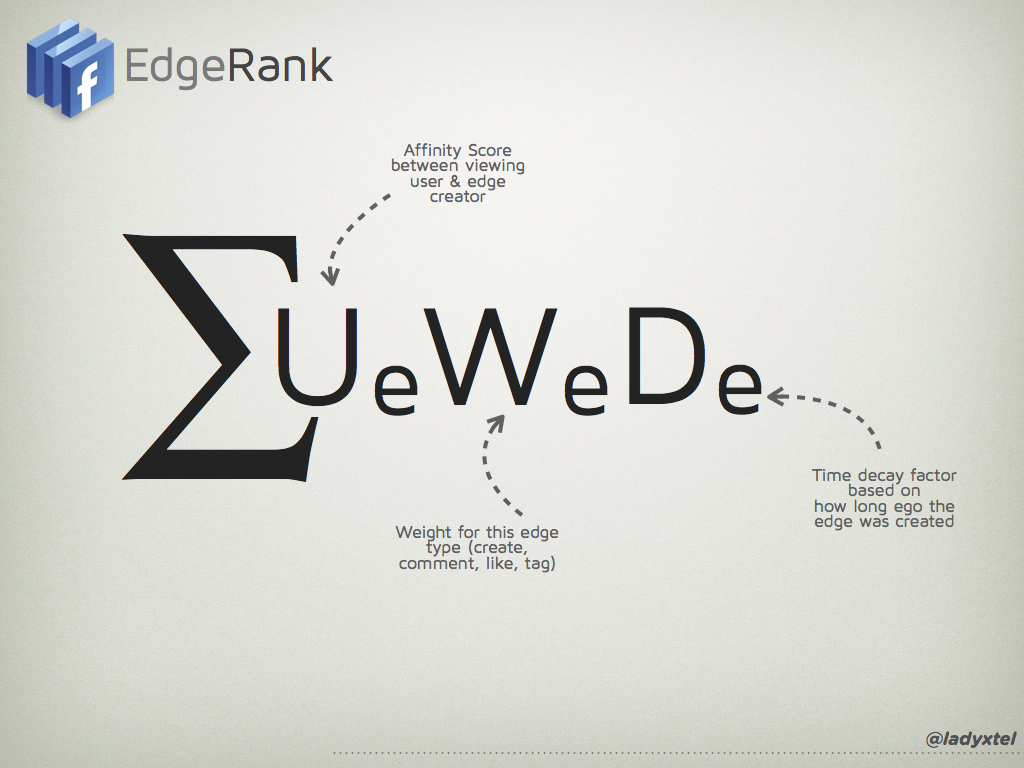 EdgeRank
Affinity Score
between viewing
user & edge
creator
∑UeWeDe
Time decay factor
based on
how long ego the
edge was created
Weight for this edge
type (create,
comment, like, tag)
@ladyxtel